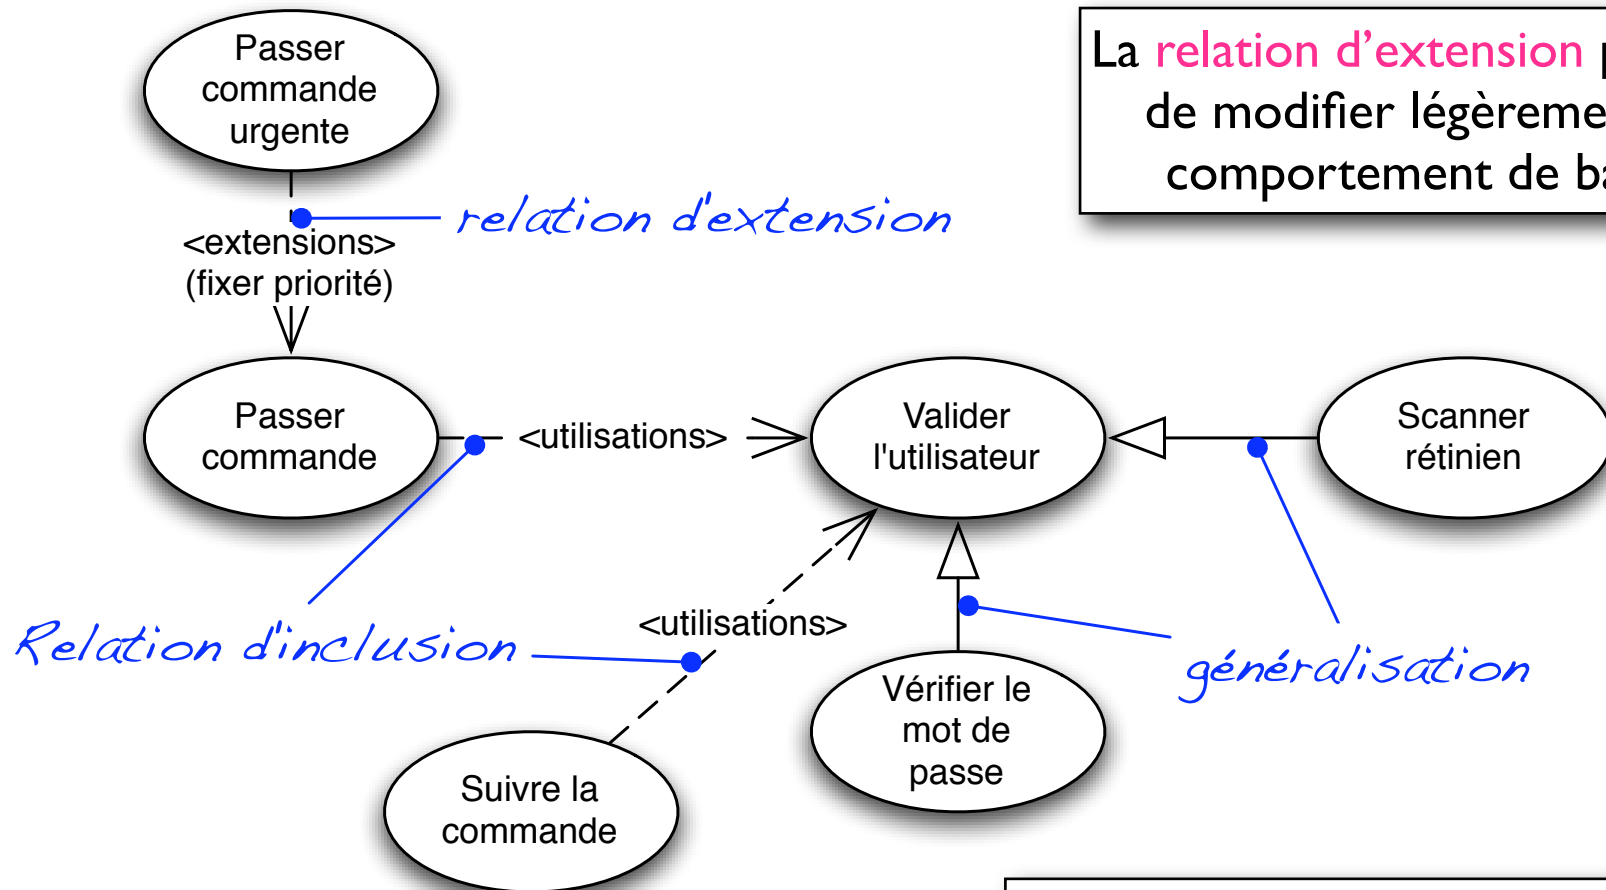 Passer
commande
urgente
La relation d'extension
de modifier
comportement de
relation d'extension
<extensions>
(fixer priorité)
Passer
commande
<utilisations>
Valider
l'utilisateur
Scanner
rétinien
<utilisations>
Relation d'inclusion
généralisation
Vérifier le
mot de
passe
Suivre la
commande